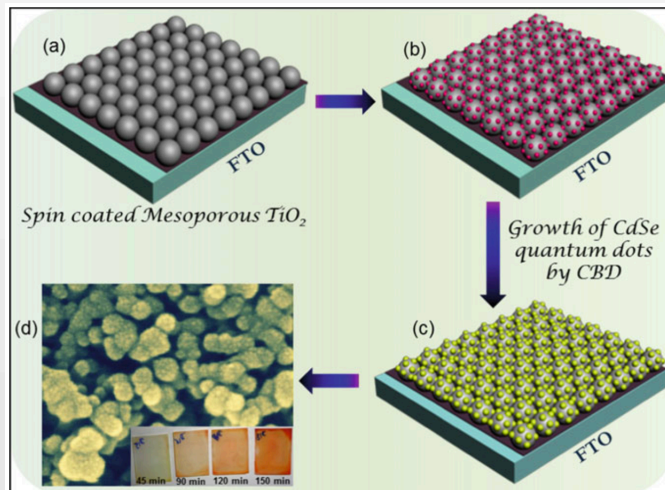 (a)
FTO
Spin coated Mesoporous TiO₂
(b)
FTO
Growth of CdSe
quantum dots
by CBD
(c)
FTO
(d)
45 min 90 min 120 min 150 min